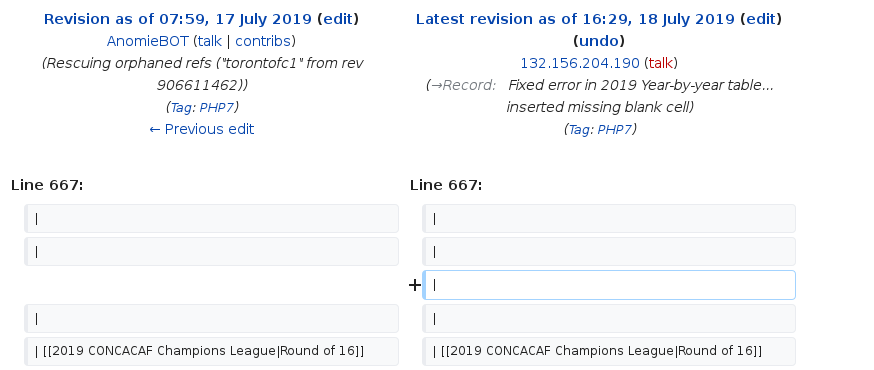 Revision as of 07:59, 17 July 2019 (edit)
AnomieBOT (talk | contribs)
(Rescuing orphaned refs ("torontofc1" from rev
906611462))
(Tag: PHP7)
← Previous edit
Latest revision as of 16:29, 18 July 2019 (edit)
(undo)
132.156.204.190 (talk)
(→Record: Fixed error in 2019 Year-by-year table...
inserted missing blank cell)
(Tag: PHP7)
Line 667:
Line 667:
|
|
|
|
+ |
|
|
| [[2019 CONCACAF Champions League|Round of 16]]
| [[2019 CONCACAF Champions League|Round of 16]]